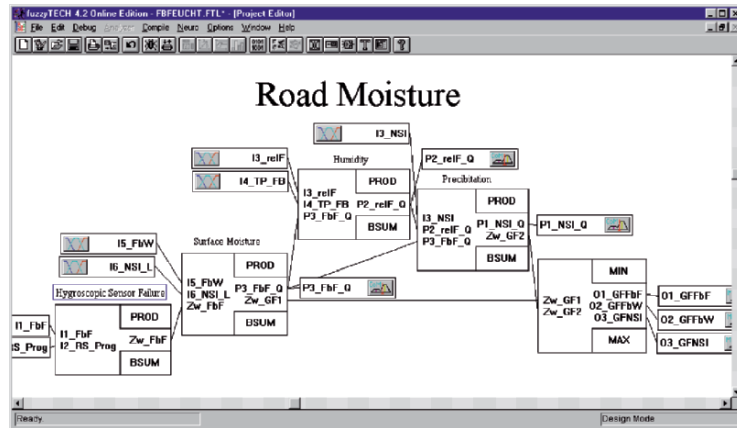 fuzzyTECH 4.2 Online Edition - FBFEUCHT.FTL* - [Project Editor]
File Edit Debug Analyzer Compile Neuro Options Window Help
Road Moisture
I3_NSI
I3_relF
Humidity
P2_relF_Q
I4_TP_FB
PROD
Precibitation
I3_relF
I4_TP_FB P2_relF_Q
P3_FbF_Q
BSUM
PROD
I3_NSI
P2_relF_Q P1_NSI_Q
P3_FbF_Q Zw_GF2
BSUM
P1_NSI_Q
I5_FbW
Surface Moisture
I6_NSI_L
PROD
I5_FbW
I6_NSI_L P3_FbF_Q
Zw_FbF Zw_GF1
BSUM
P3_FbF_Q
Hygroscopic Sensor Failure
I1_FbF
RS_Prog
PROD
I1_FbF
I2_RS_Prog Zw_FbF
BSUM
MIN
Zw_GF1 O1_GFFbF
Zw_GF2 O2_GFFbW
O3_GFNSI
MAX
O1_GFFbF
O2_GFFbW
O3_GFNSI
Ready.
Design Mode